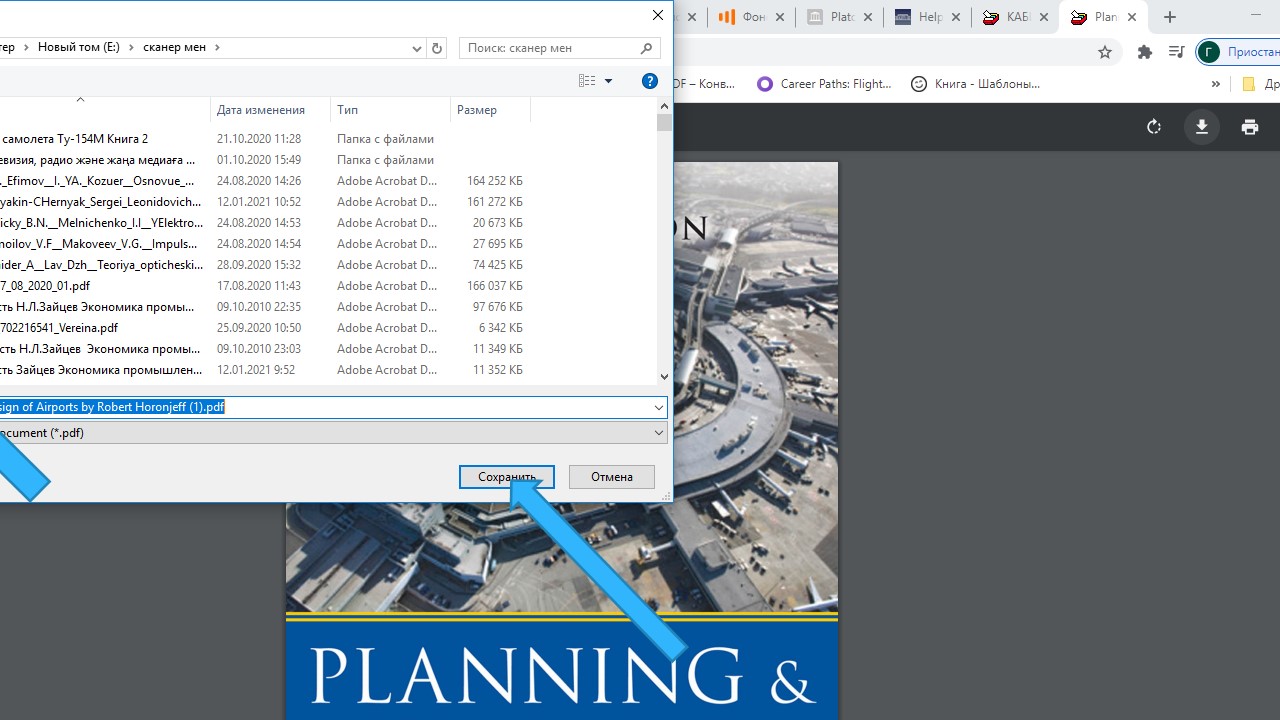 Фон
Plato
Help
КАБІ
Plan
тер > Новый том (E:) > сканер мен >
Поиск: сканер мен
Г Приостан
DF – Конв...
Career Paths: Flight...
Книга - Шаблоны...
»
Др
?
Дата изменения Тип Размер
самолета Ту-154М Книга 2 21.10.2020 11:28 Папка с файлами
евизия, радио және жаңа медиаға ... 01.10.2020 15:49 Папка с файлами
._Efimov__I._YA._Kozuer__Osnovue_... 24.08.2020 14:26 Adobe Acrobat D... 164 252 КБ
yakin-CHernyak_Sergej_Leonidovich... 12.01.2021 10:52 Adobe Acrobat D... 161 272 КБ
icky_B.N.__Melnichenko_I.I__YElektro... 24.08.2020 14:53 Adobe Acrobat D... 20 673 КБ
moilov_V.F__Makoveev_V.G.__Impuls... 24.08.2020 14:54 Adobe Acrobat D... 27 695 КБ
ider_A__Lav_Dzh__Teoriya_opticheski... 28.09.2020 15:32 Adobe Acrobat D... 74 425 КБ
7_08_2020_01.pdf 17.08.2020 11:43 Adobe Acrobat D... 166 037 КБ
сть Н.Л.Зайцев Экономика промы... 09.10.2010 22:35 Adobe Acrobat D... 97 676 КБ
702216541_Vereina.pdf 25.09.2020 10:50 Adobe Acrobat D... 6 342 КБ
сть Н.Л.Зайцев Экономика промы... 09.10.2010 23:03 Adobe Acrobat D... 11 349 КБ
сть Зайцев Экономика промышлен... 12.01.2021 9:52 Adobe Acrobat D... 11 352 КБ
sign of Airports by Robert Horonjeff (1).pdf
ocument (*.pdf)
Сохранить Отмена
ON
PLANNING &